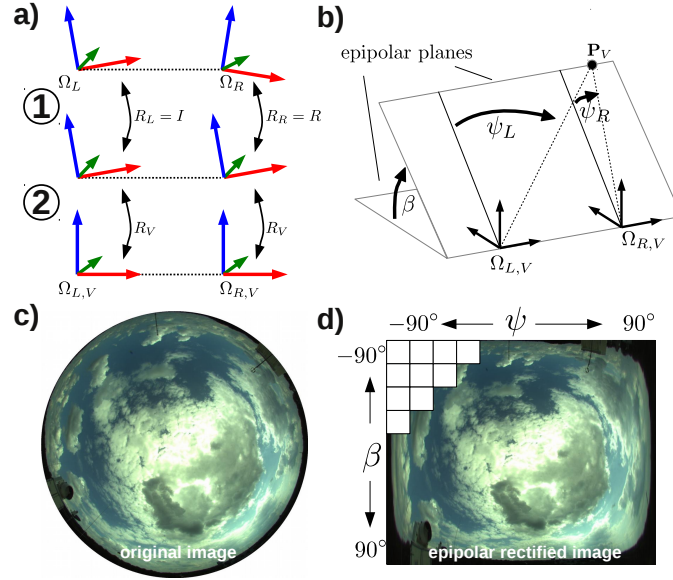 a)
Ω_L
Ω_R
1
R_L = I
R_R = R
2
R_V
R_V
Ω_{L,V}
Ω_{R,V}
b)
P_V
epipolar planes
ψ_L
ψ_R
β
Ω_{L,V}
Ω_{R,V}
c)
original image
d)
−90° ψ 90°
−90°
β
90°
epipolar rectified image